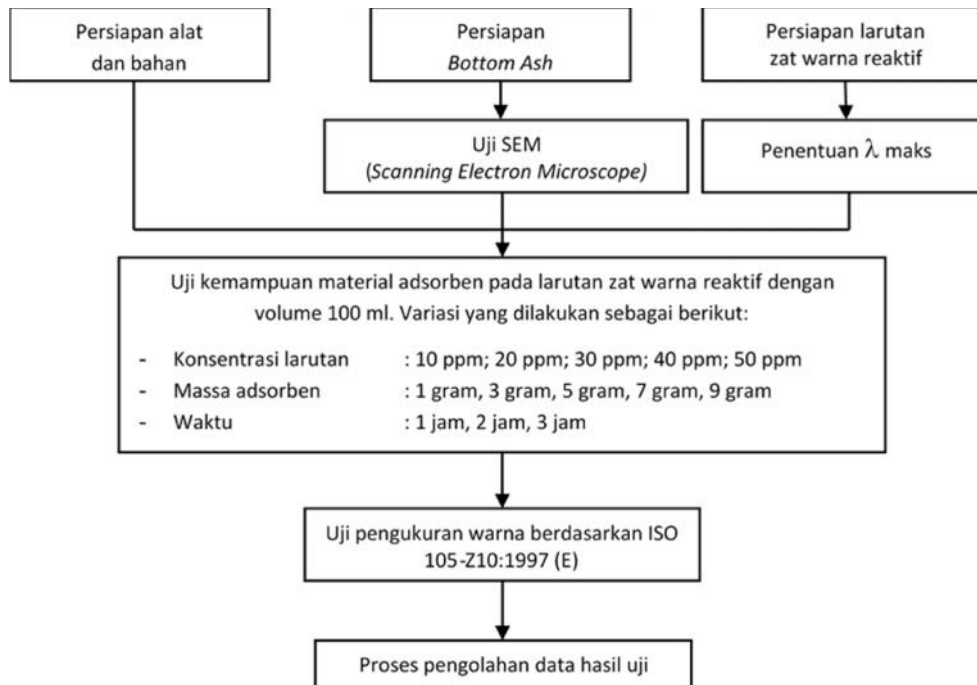 Persiapan alat
dan bahan
Persiapan
Bottom Ash
Persiapan larutan
zat warna reaktif
Uji SEM
(Scanning Electron Microscope)
Penentuan λ maks
Uji kemampuan material adsorben pada larutan zat warna reaktif dengan
volume 100 ml. Variasi yang dilakukan sebagai berikut:
- Konsentrasi larutan : 10 ppm; 20 ppm; 30 ppm; 40 ppm; 50 ppm
- Massa adsorben : 1 gram, 3 gram, 5 gram, 7 gram, 9 gram
- Waktu : 1 jam, 2 jam, 3 jam
Uji pengukuran warna berdasarkan ISO
105-Z10:1997 (E)
Proses pengolahan data hasil uji